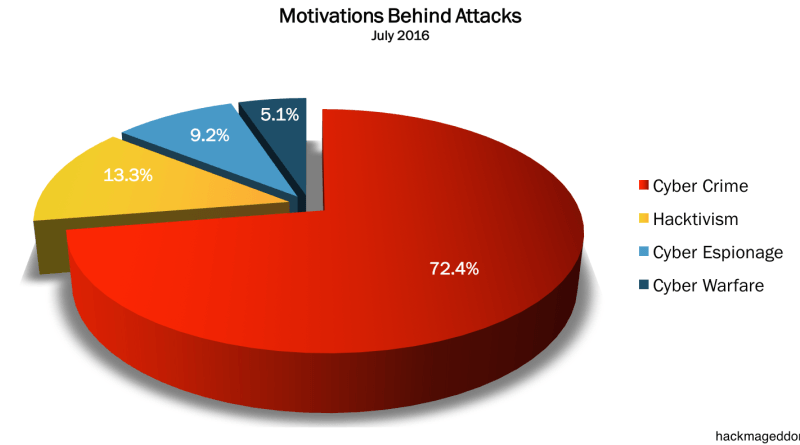 Motivations Behind Attacks
July 2016
5.1%
9.2%
13.3%
72.4%
Cyber Crime
Hacktivism
Cyber Espionage
Cyber Warfare
hackmageddon